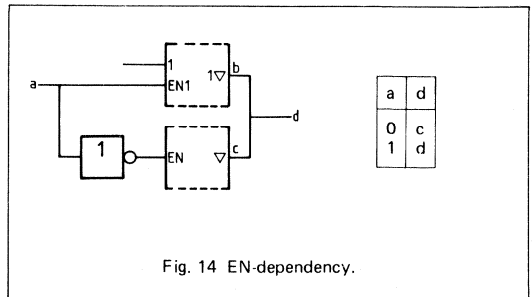 1
b
1▽
a
EN1
a d
d
0 c
1 d
1
EN
▽
c
Fig. 14 EN-dependency.